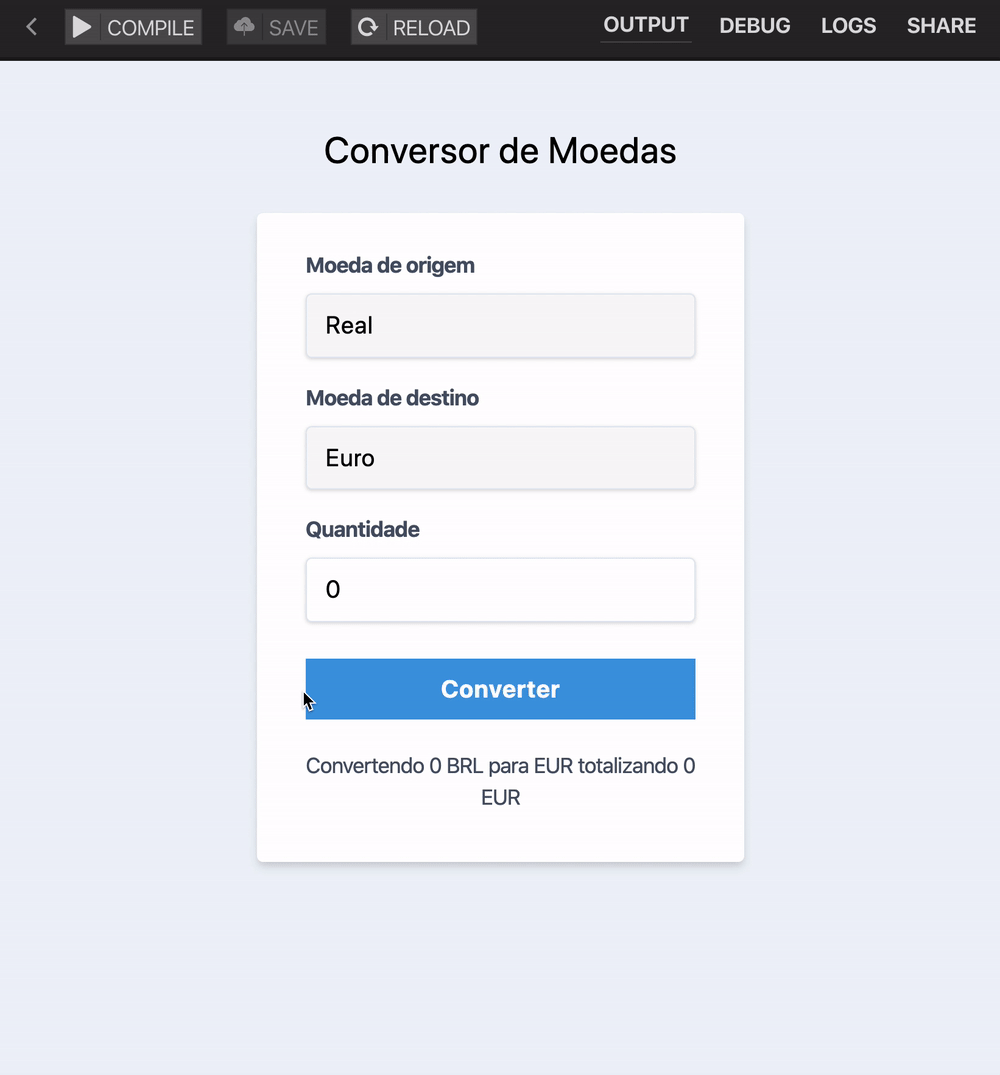 COMPILE SAVE RELOAD OUTPUT DEBUG LOGS SHARE
Conversor de Moedas
Moeda de origem
Real
Moeda de destino
Euro
Quantidade
0
Converter
Convertendo 0 BRL para EUR totalizando 0
EUR